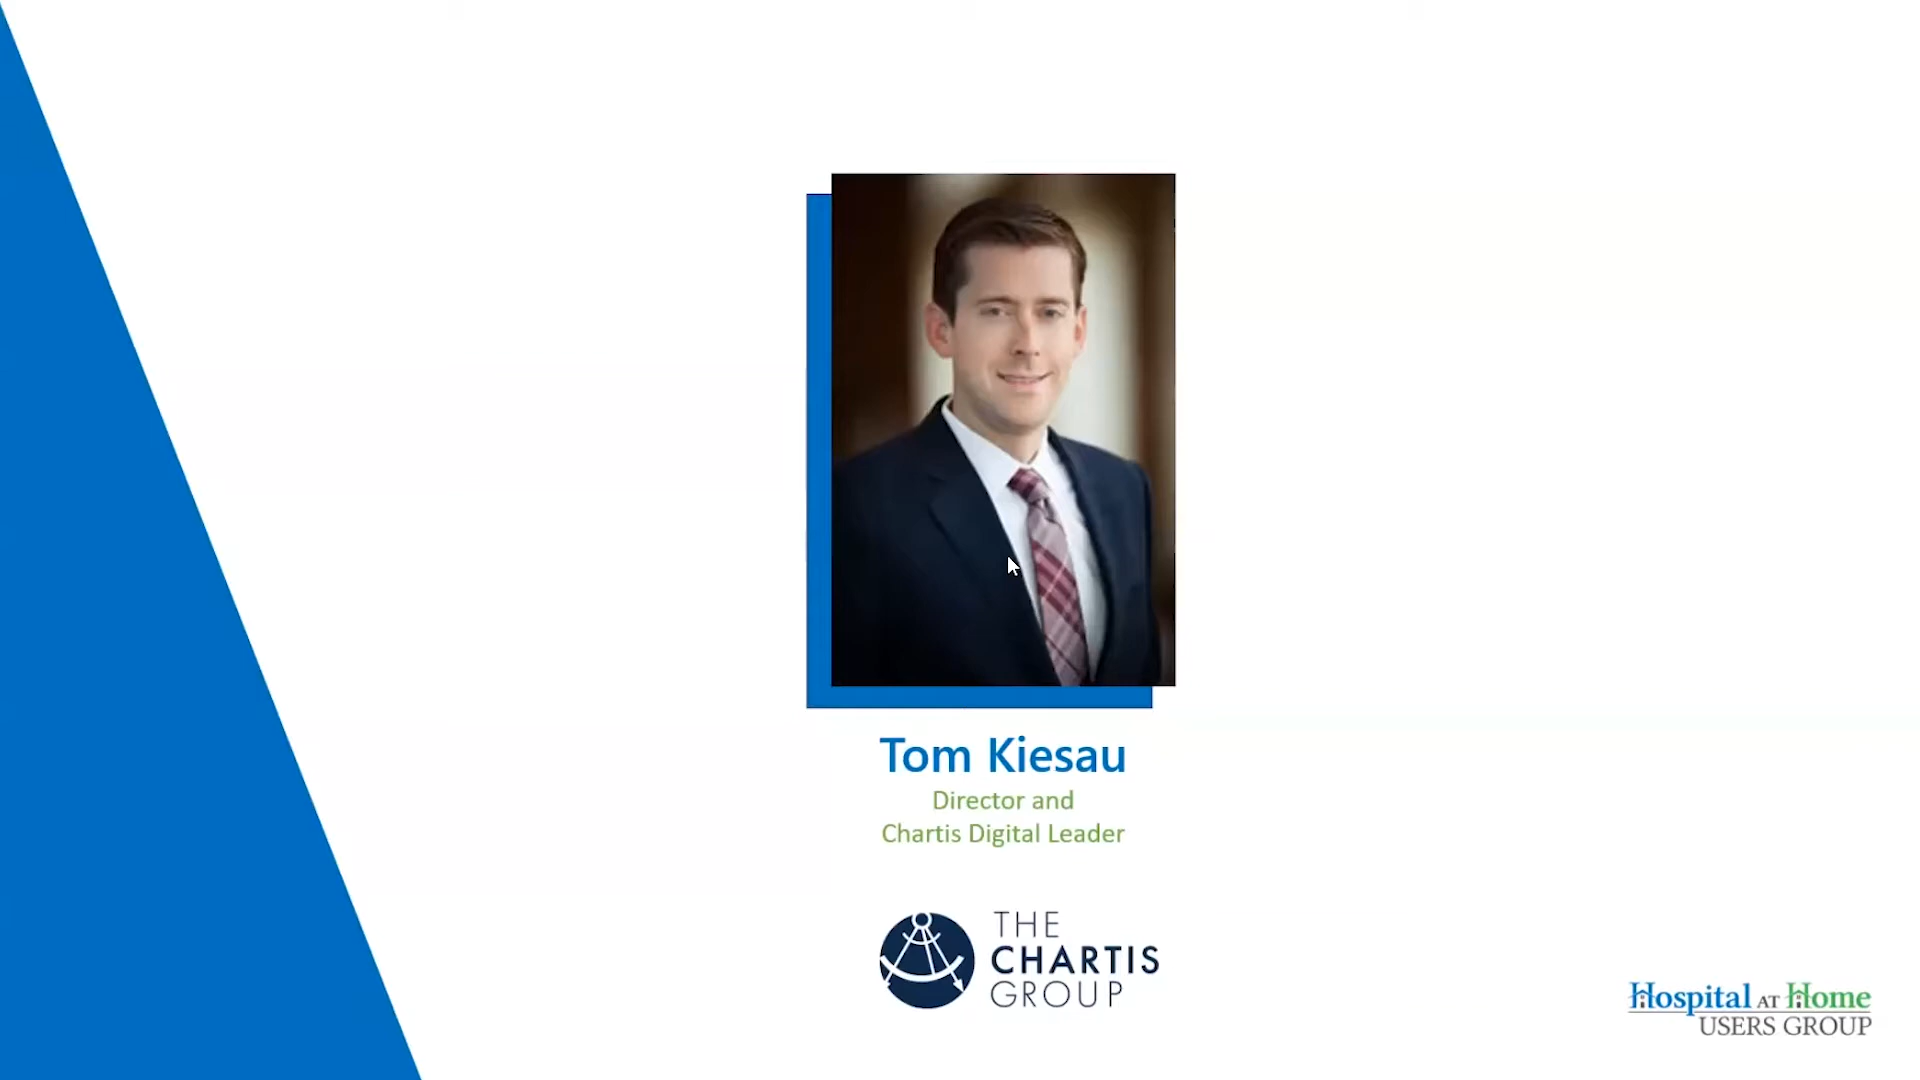 Tom Kiesau
Director and
Chartis Digital Leader
THE
CHARTIS
GROUP
Hospital AT Home
USERS GROUP